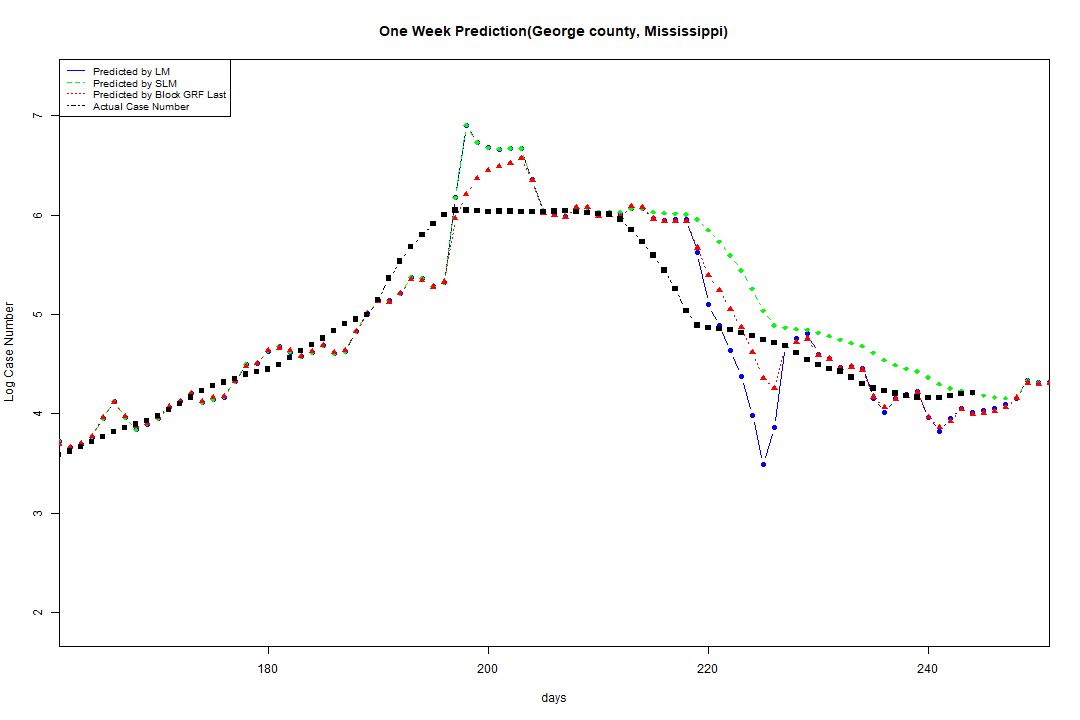 One Week Prediction(George county, Mississippi)
Predicted by LM
Predicted by SLM
Predicted by Block GRF Last
Actual Case Number
7
6
5
4
3
2
Log Case Number
180 200 220 240
days